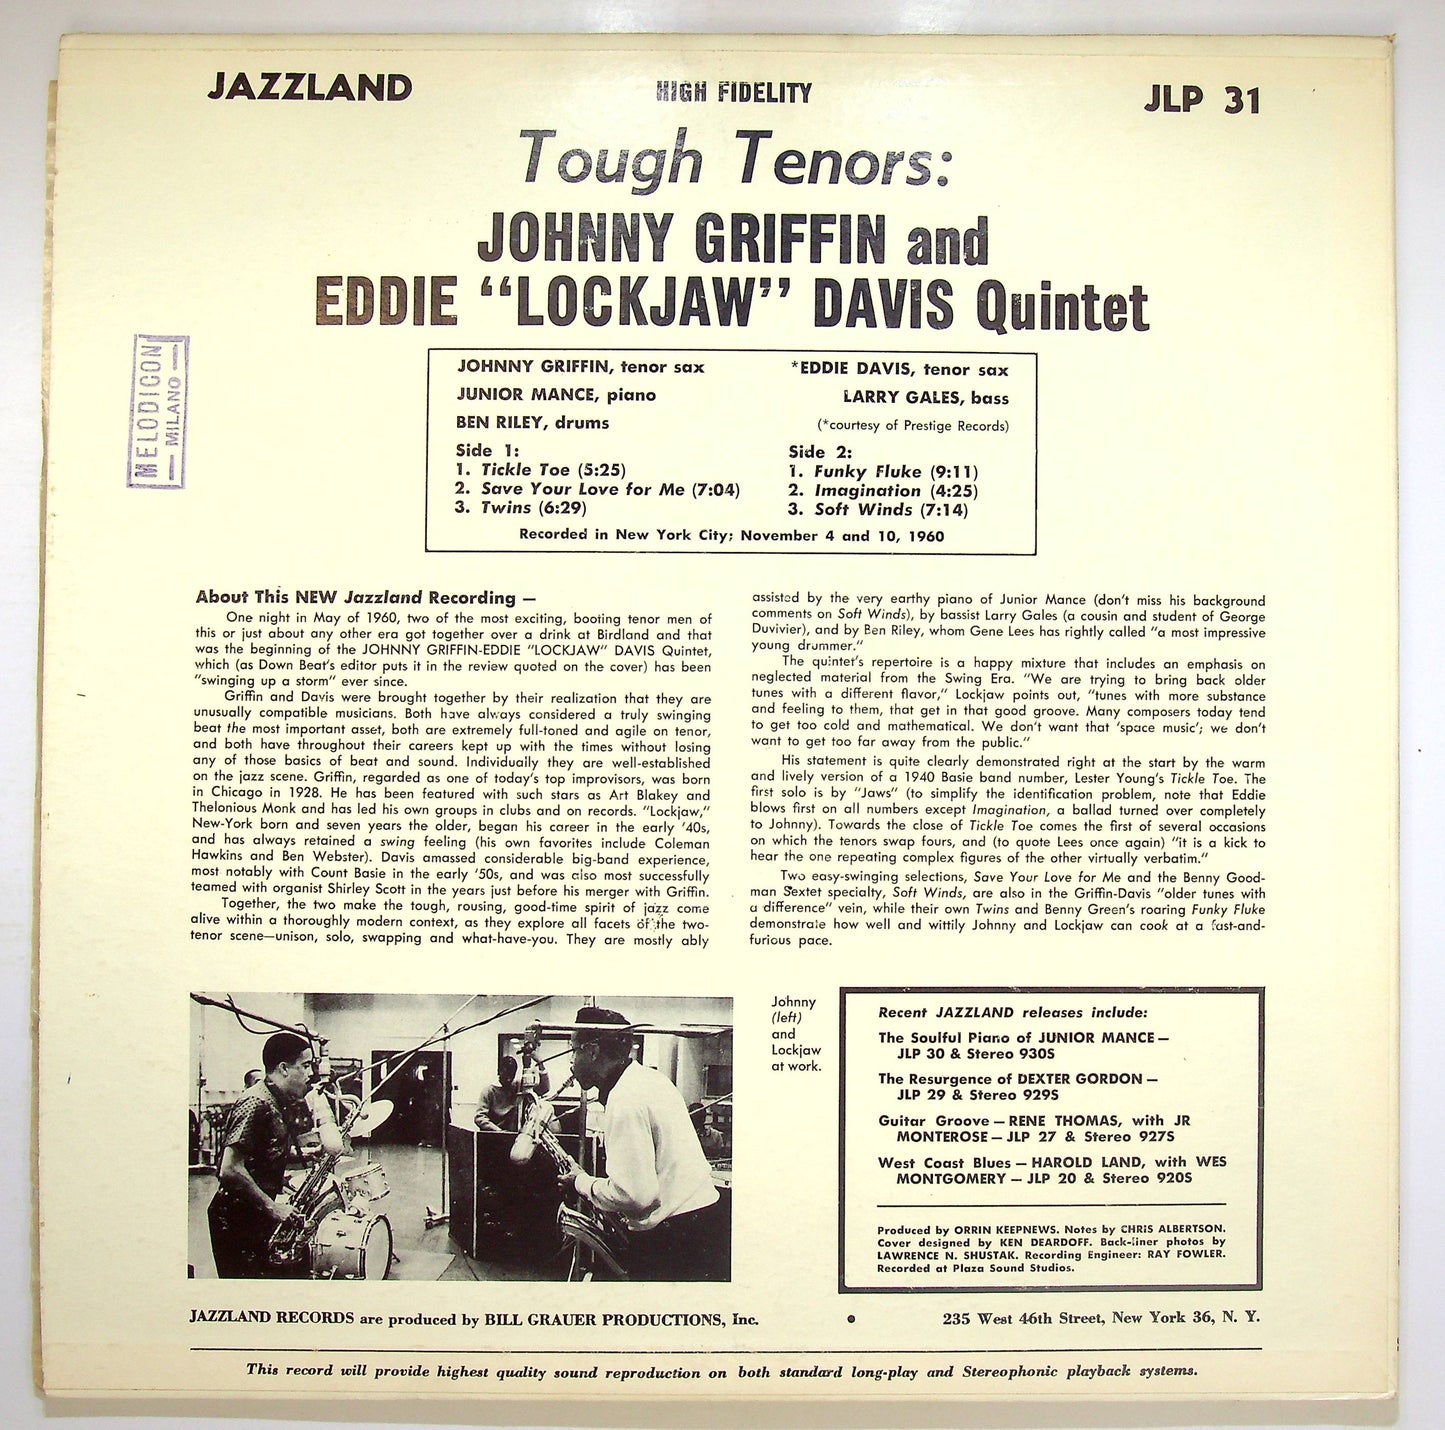 JAZZLAND
HIGH FIDELITY
JLP 31
Tough Tenors:
JOHNNY GRIFFIN and
EDDIE “LOCKJAW” DAVIS Quintet
MELODICON
— MILANO —
JOHNNY GRIFFIN, tenor sax
*EDDIE DAVIS, tenor sax
JUNIOR MANCE, piano
LARRY GALES, bass
BEN RILEY, drums
(*courtesy of Prestige Records)
Side 1:
1. Tickle Toe (5:25)
2. Save Your Love for Me (7:04)
3. Twins (6:29)
Side 2:
1. Funky Fluke (9:11)
2. Imagination (4:25)
3. Soft Winds (7:14)
Recorded in New York City; November 4 and 10, 1960
About This NEW Jazzland Recording —
One night in May of 1960, two of the most exciting, booting tenor men of
this or just about any other era got together over a drink at Birdland and that
was the beginning of the JOHNNY GRIFFIN-EDDIE "LOCKJAW" DAVIS Quintet,
which (as Down Beat's editor puts it in the review quoted on the cover) has been
"swinging up a storm" ever since.
Griffin and Davis were brought together by their realization that they are
unusually compatible musicians. Both have always considered a truly swinging
beat the most important asset, both are extremely full-toned and agile on tenor,
and both have throughout their careers kept up with the times without losing
any of those basics of beat and sound. Individually they are well-established
on the jazz scene. Griffin, regarded as one of today's top improvisors, was born
in Chicago in 1928. He has been featured with such stars as Art Blakey and
Thelonious Monk and has led his own groups in clubs and on records. "Lockjaw,"
New-York born and seven years the older, began his career in the early '40s,
and has always retained a swing feeling (his own favorites include Coleman
Hawkins and Ben Webster). Davis amassed considerable big-band experience,
most notably with Count Basie in the early '50s, and was also most successfully
teamed with organist Shirley Scott in the years just before his merger with Griffin.
Together, the two make the tough, rousing, good-time spirit of jazz come
alive within a thoroughly modern context, as they explore all facets of the two-
tenor scene—unison, solo, swapping and what-have-you. They are mostly ably
assisted by the very earthy piano of Junior Mance (don't miss his background
comments on Soft Winds), by bassist Larry Gales (a cousin and student of George
Duvivier), and by Ben Riley, whom Gene Lees has rightly called "a most impressive
young drummer."
The quintet's repertoire is a happy mixture that includes an emphasis on
neglected material from the Swing Era. "We are trying to bring back older
tunes with a different flavor," Lockjaw points out, "tunes with more substance
and feeling to them, that get in that good groove. Many composers today tend
to get too cold and mathematical. We don't want that 'space music'; we don't
want to get too far away from the public."
His statement is quite clearly demonstrated right at the start by the warm
and lively version of a 1940 Basie band number, Lester Young's Tickle Toe. The
first solo is by "Jaws" (to simplify the identification problem, note that Eddie
blows first on all numbers except Imagination, a ballad turned over completely
to Johnny). Towards the close of Tickle Toe comes the first of several occasions
on which the tenors swap fours, and (to quote Lees once again) "it is a kick to
hear the one repeating complex figures of the other virtually verbatim."
Two easy-swinging selections, Save Your Love for Me and the Benny Good-
man Sextet specialty, Soft Winds, are also in the Griffin-Davis "older tunes with
a difference" vein, while their own Twins and Benny Green's roaring Funky Fluke
demonstrate how well and wittily Johnny and Lockjaw can cook at a fast-and-
furious pace.
Johnny
(left)
and
Lockjaw
at work.
Recent JAZZLAND releases include:
The Soulful Piano of JUNIOR MANCE —
JLP 30 & Stereo 930S
The Resurgence of DEXTER GORDON —
JLP 29 & Stereo 929S
Guitar Groove — RENE THOMAS, with JR
MONTEROSE — JLP 27 & Stereo 927S
West Coast Blues — HAROLD LAND, with WES
MONTGOMERY — JLP 20 & Stereo 920S
Produced by ORRIN KEEPNEWS. Notes by CHRIS ALBERTSON.
Cover designed by KEN DEARDOFF. Back-liner photos by
LAWRENCE N. SHUSTAK. Recording Engineer: RAY FOWLER.
Recorded at Plaza Sound Studios.
JAZZLAND RECORDS are produced by BILL GRAUER PRODUCTIONS, Inc. • 235 West 46th Street, New York 36, N. Y.
This record will provide highest quality sound reproduction on both standard long-play and Stereophonic playback systems.